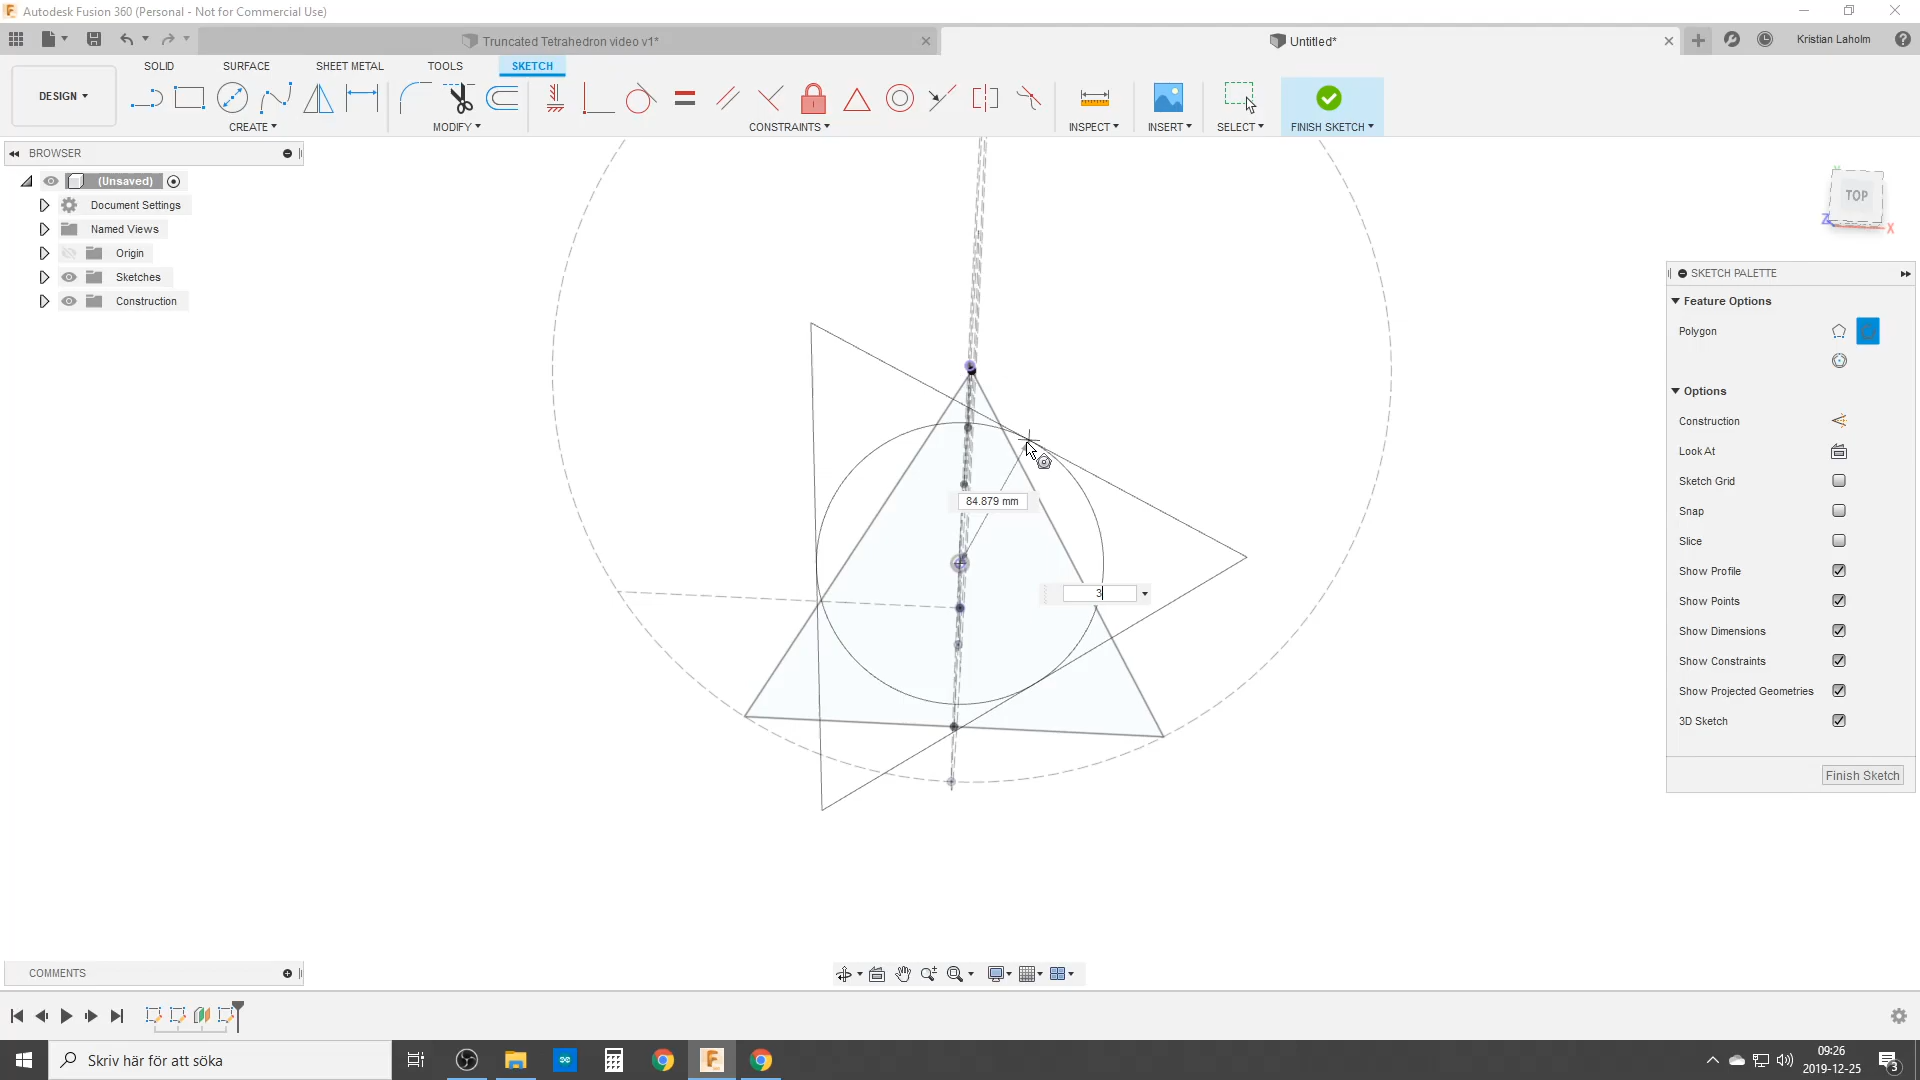 Autodesk Fusion 360 (Personal - Not for Commercial Use)
Truncated Tetrahedron video v1*
Untitled*
Kristian Laholm
DESIGN
SOLID
SURFACE
SHEET METAL
TOOLS
SKETCH
CREATE
MODIFY
CONSTRAINTS
INSPECT
INSERT
SELECT
FINISH SKETCH
BROWSER
(Unsaved)
Document Settings
Named Views
Origin
Sketches
Construction
TOP
Z
X
84.879 mm
3
SKETCH PALETTE
Feature Options
Polygon
Options
Construction
Look At
Sketch Grid
Snap
Slice
Show Profile
Show Points
Show Dimensions
Show Constraints
Show Projected Geometries
3D Sketch
Finish Sketch
COMMENTS
Skriv här för att söka
09:26
2019-12-25
3